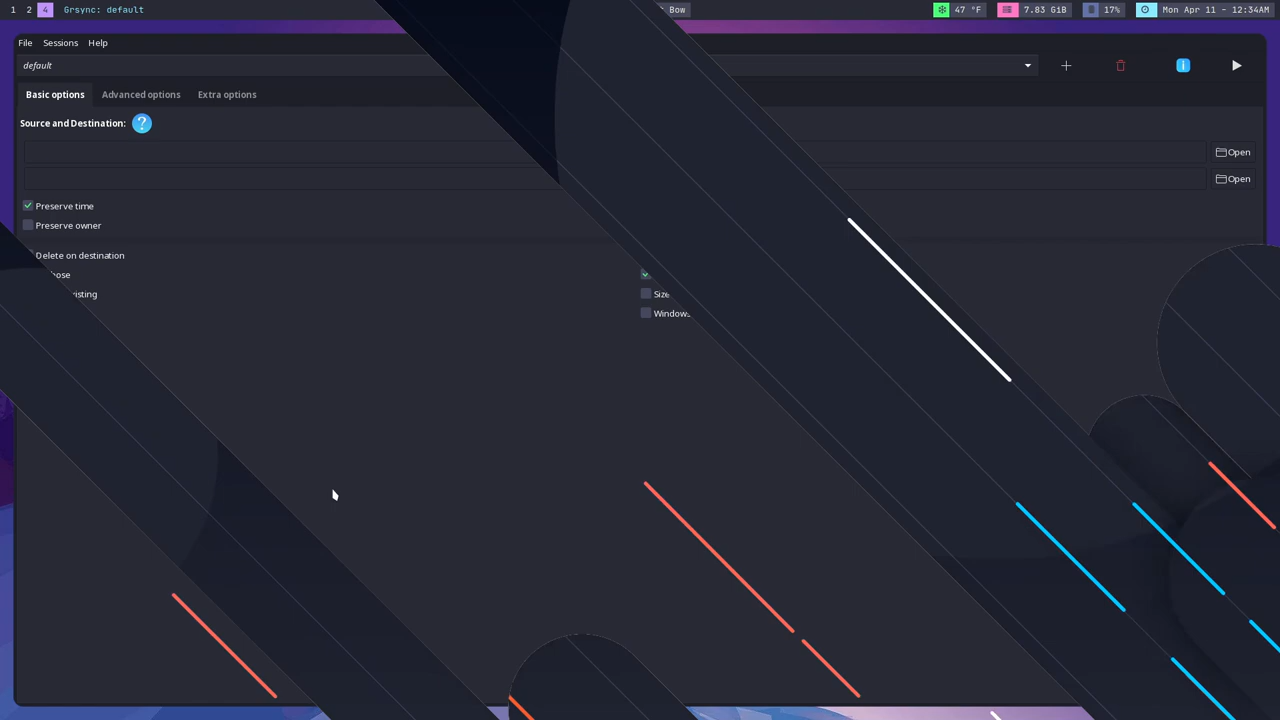 1 2 4 Grsync: default Bow 47 °F 7.83 GiB 17% Mon Apr 11 - 12:34AM
File Sessions Help
default
Basic options Advanced options Extra options
Source and Destination: ?
Open
Open
Preserve time
Preserve owner
Delete on destination
Size
Windows